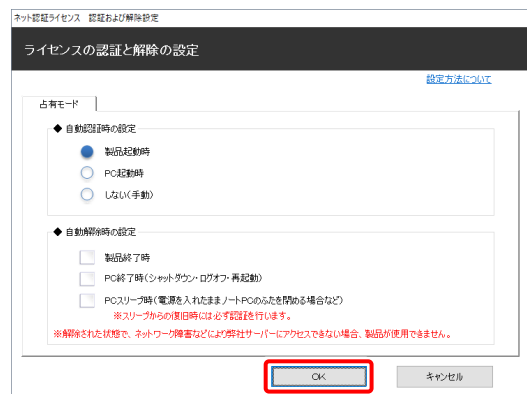 ネット認証ライセンス 認証および解除設定
ライセンスの認証と解除の設定
設定方法について
占有モード
◆ 自動認証時の設定
製品起動時
PC起動時
しない(手動)
◆ 自動解除時の設定
製品終了時
PC終了時(シャットダウン・ログオフ・再起動)
PCスリープ時(電源を入れたままノートPCのふたを閉める場合など)
※スリープからの復旧時には必ず認証を行います。
※解除された状態で、ネットワーク障害などにより弊社サーバーにアクセスできない場合、製品が使用できません。
OK キャンセル